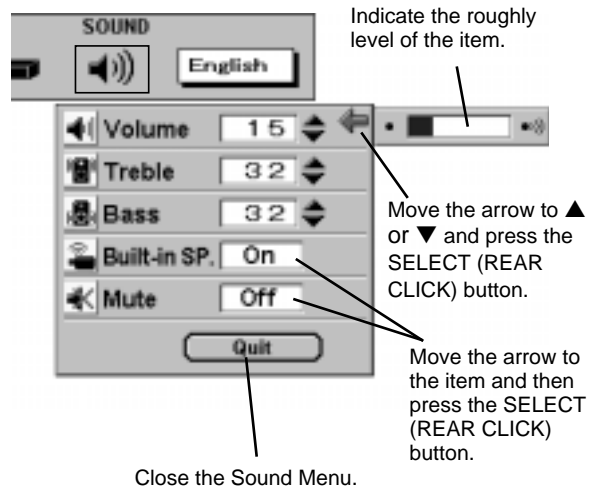 SOUND
English
Indicate the roughly
level of the item.
Volume 15
Treble 32
Bass 32
Built-in SP. On
Mute Off
Quit
Move the arrow to ▲
or ▼ and press the
SELECT (REAR
CLICK) button.
Move the arrow to
the item and then
press the SELECT
(REAR CLICK)
button.
Close the Sound Menu.